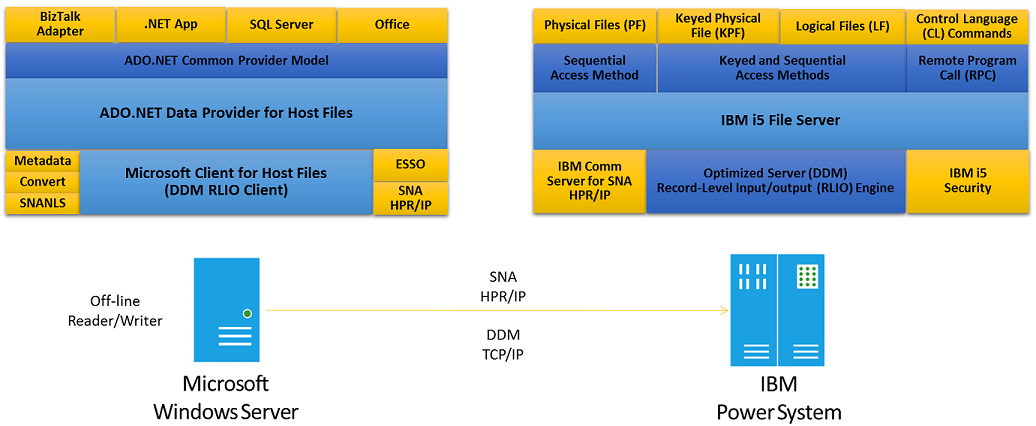 BizTalk
Adapter
.NET App
SQL Server
Office
ADO.NET Common Provider Model
ADO.NET Data Provider for Host Files
Metadata
Convert
SNANLS
Microsoft Client for Host Files
(DDM RLIO Client)
ESSO
SNA
HPR/IP
Physical Files (PF)
Keyed Physical
File (KPF)
Logical Files (LF)
Control Language
(CL) Commands
Sequential
Access Method
Keyed and Sequential
Access Methods
Remote Program
Call (RPC)
IBM i5 File Server
IBM Comm
Server for SNA
HPR/IP
Optimized Server (DDM)
Record-Level Input/output (RLIO) Engine
IBM i5
Security
Off-line
Reader/Writer
SNA
HPR/IP
DDM
TCP/IP
Microsoft
Windows Server
IBM
Power System